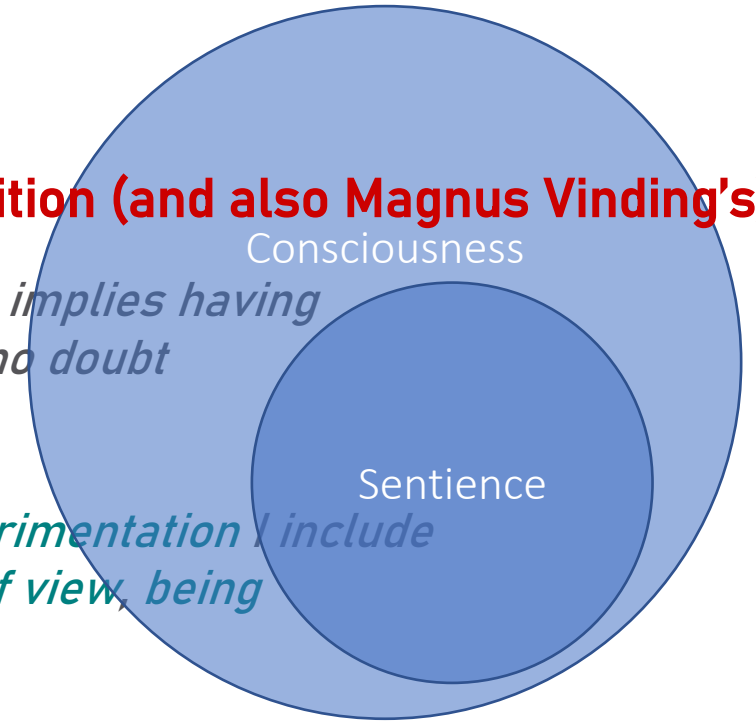 ition (and also Magnus Vinding's
Consciousness
implies having
no doubt
Sentience
rimentation I include
f view, being